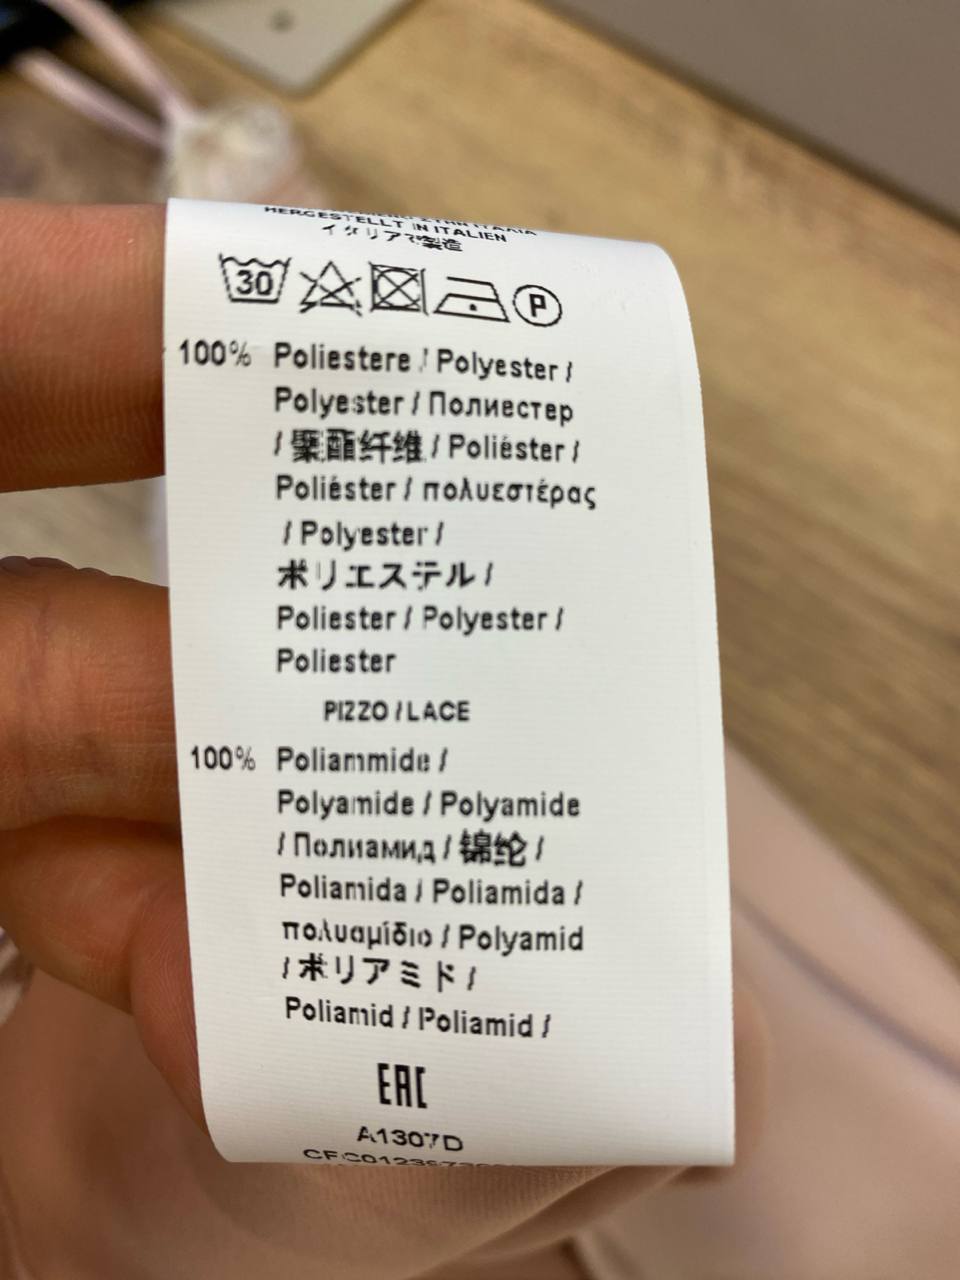 HERGESTELLT IN ITALIEN
イタリア製造
30 P
100% Poliestere / Polyester /
Polyester / Полиестер
/ 聚酯纤维 / Poliéster /
Poliéster / πολυεστέρας
/ Polyester /
ポリエステル /
Poliester / Polyester /
Poliester
PIZZO / LACE
100% Poliammide /
Polyamide / Polyamide
/ Полиамид / 锦纶 /
Poliamida / Poliamida /
πολυαμίδιο / Polyamid
/ ポリアミド /
Poliamid / Poliamid /
EAC
A1307D